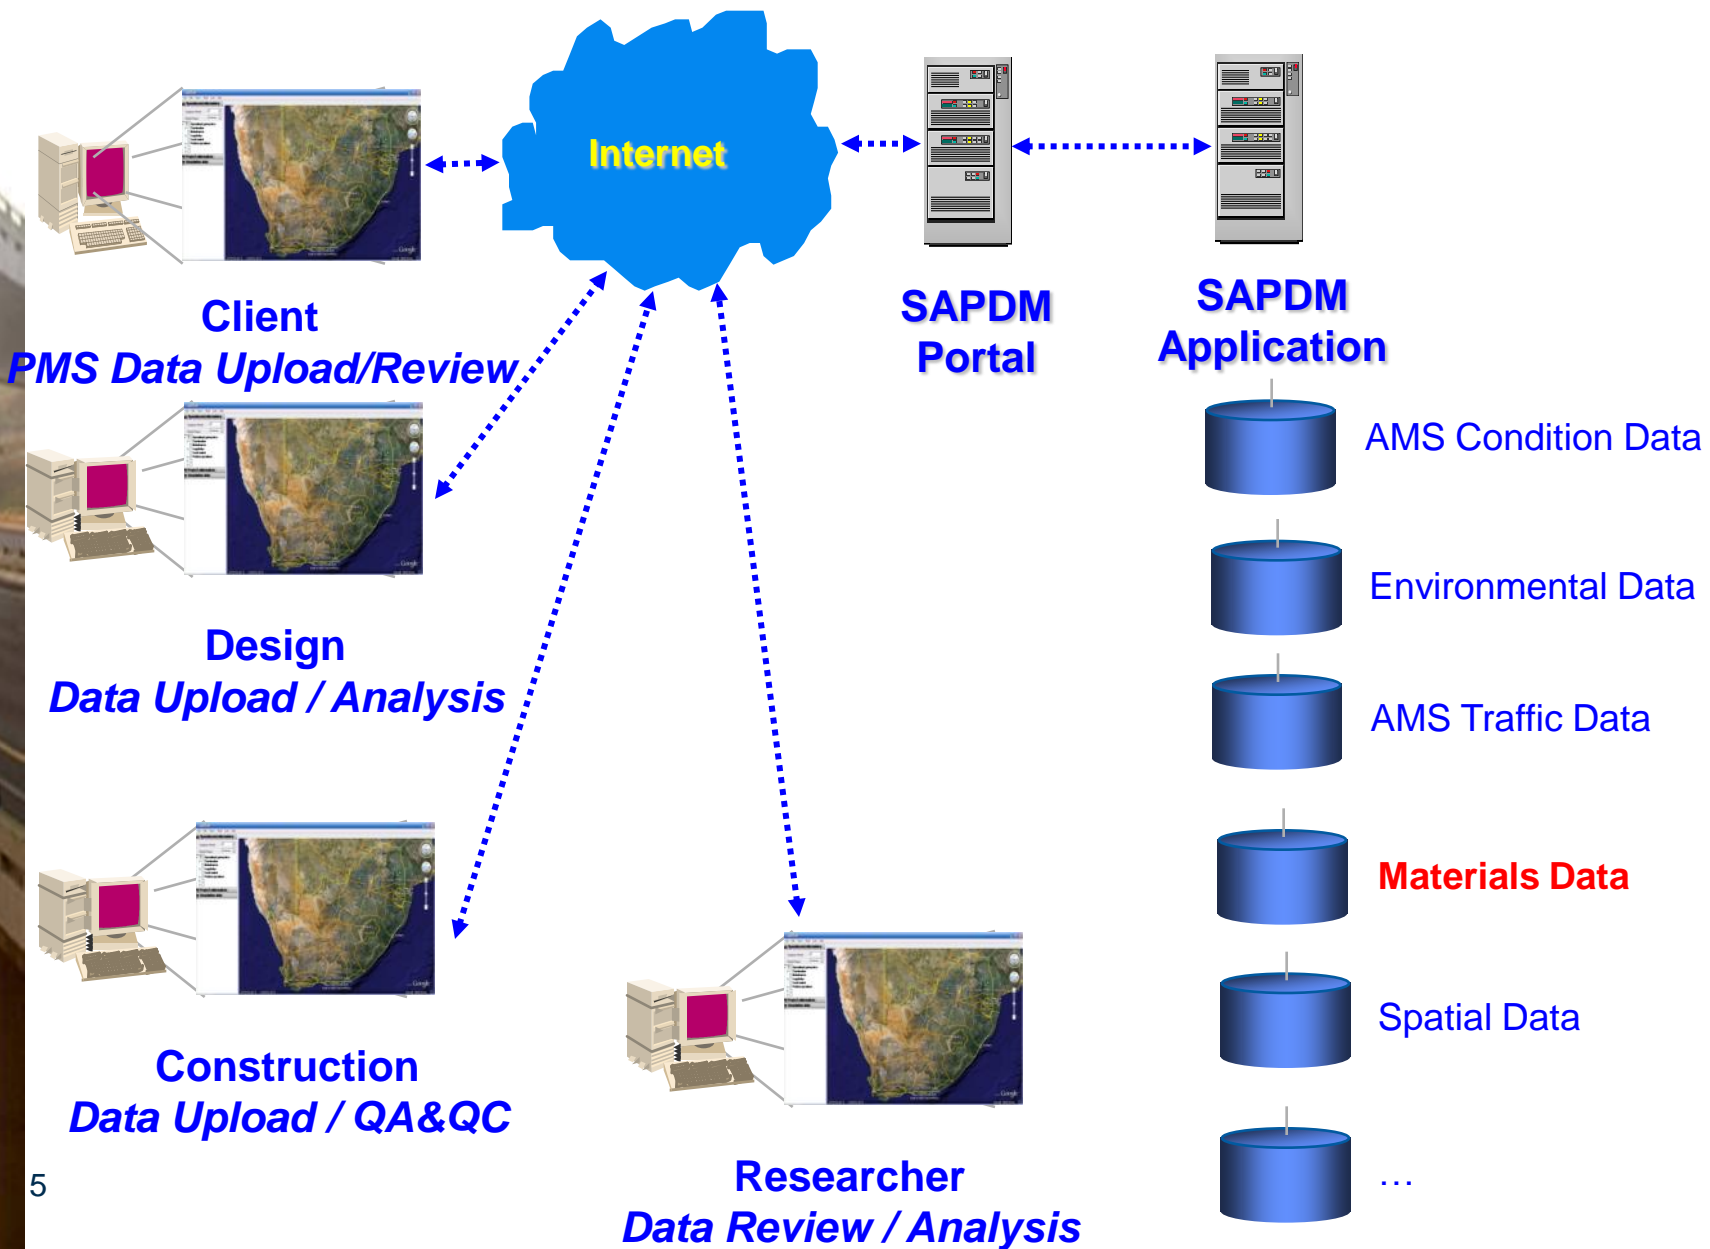 Internet
Client
PMS Data Upload/Review
SAPDM
Portal
SAPDM
Application
AMS Condition Data
Environmental Data
Design
Data Upload / Analysis
AMS Traffic Data
Materials Data
Spatial Data
Construction
Data Upload / QA&QC
Researcher
Data Review / Analysis
…
5